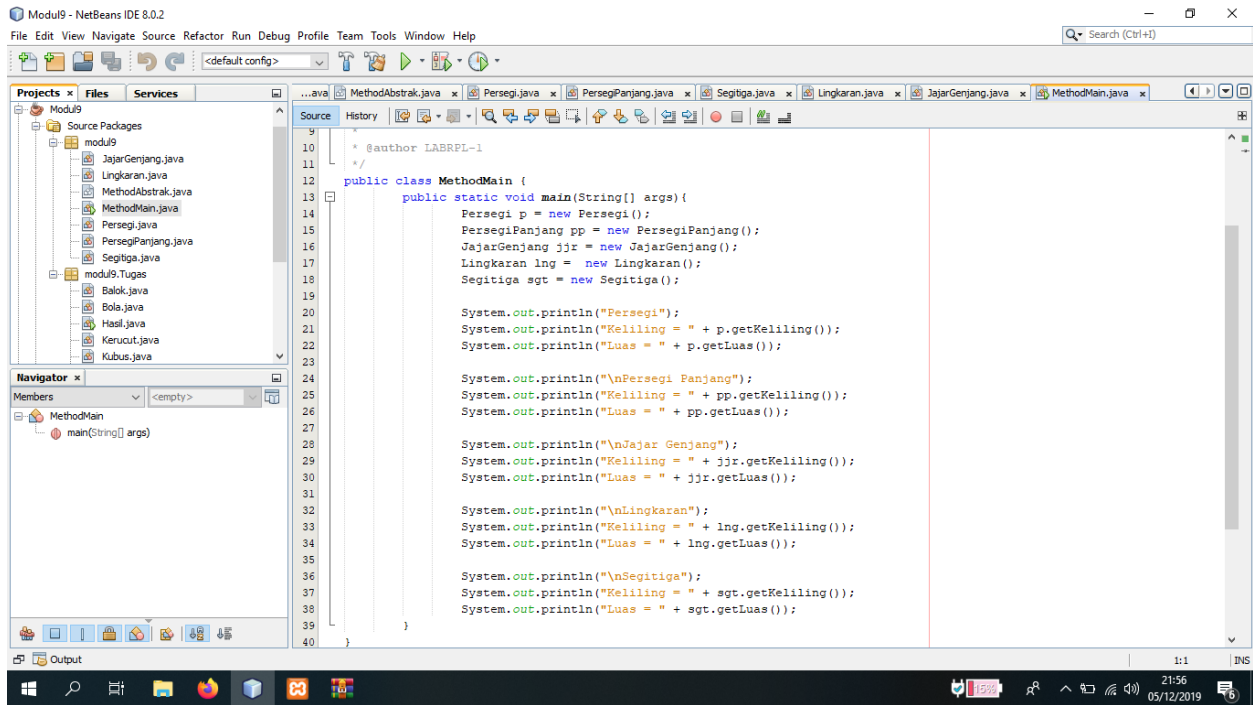 Modul9 - NetBeans IDE 8.0.2
File Edit View Navigate Source Refactor Run Debug Profile Team Tools Window Help
Search (Ctrl+I)
<default config>
Projects x Files Services
...ava MethodAbstrak.java x Persegi.java x PersegiPanjang.java x Segitiga.java x Lingkaran.java x JajarGenjang.java x MethodMain.java x
Modul9
Source Packages
modul9
JajarGenjang.java
Lingkaran.java
MethodAbstrak.java
MethodMain.java
Persegi.java
PersegiPanjang.java
Segitiga.java
modul9.Tugas
Balok.java
Bola.java
Hasil.java
Kerucut.java
Kubus.java
Navigator x
Members <empty>
MethodMain
main(String[] args)
Source History
9 *
10 * @author LABRPL-1
11 */
12 public class MethodMain {
13 public static void main(String[] args){
14 Persegi p = new Persegi();
15 PersegiPanjang pp = new PersegiPanjang();
16 JajarGenjang jjr = new JajarGenjang();
17 Lingkaran lng =  new Lingkaran();
18 Segitiga sgt = new Segitiga();
19
20 System.out.println("Persegi");
21 System.out.println("Keliling = " + p.getKeliling());
22 System.out.println("Luas = " + p.getLuas());
23
24 System.out.println("\nPersegi Panjang");
25 System.out.println("Keliling = " + pp.getKeliling());
26 System.out.println("Luas = " + pp.getLuas());
27
28 System.out.println("\nJajar Genjang");
29 System.out.println("Keliling = " + jjr.getKeliling());
30 System.out.println("Luas = " + jjr.getLuas());
31
32 System.out.println("\nLingkaran");
33 System.out.println("Keliling = " + lng.getKeliling());
34 System.out.println("Luas = " + lng.getLuas());
35
36 System.out.println("\nSegitiga");
37 System.out.println("Keliling = " + sgt.getKeliling());
38 System.out.println("Luas = " + sgt.getLuas());
39 }
40 }
Output
1:1 INS
15%
21:56
05/12/2019
6